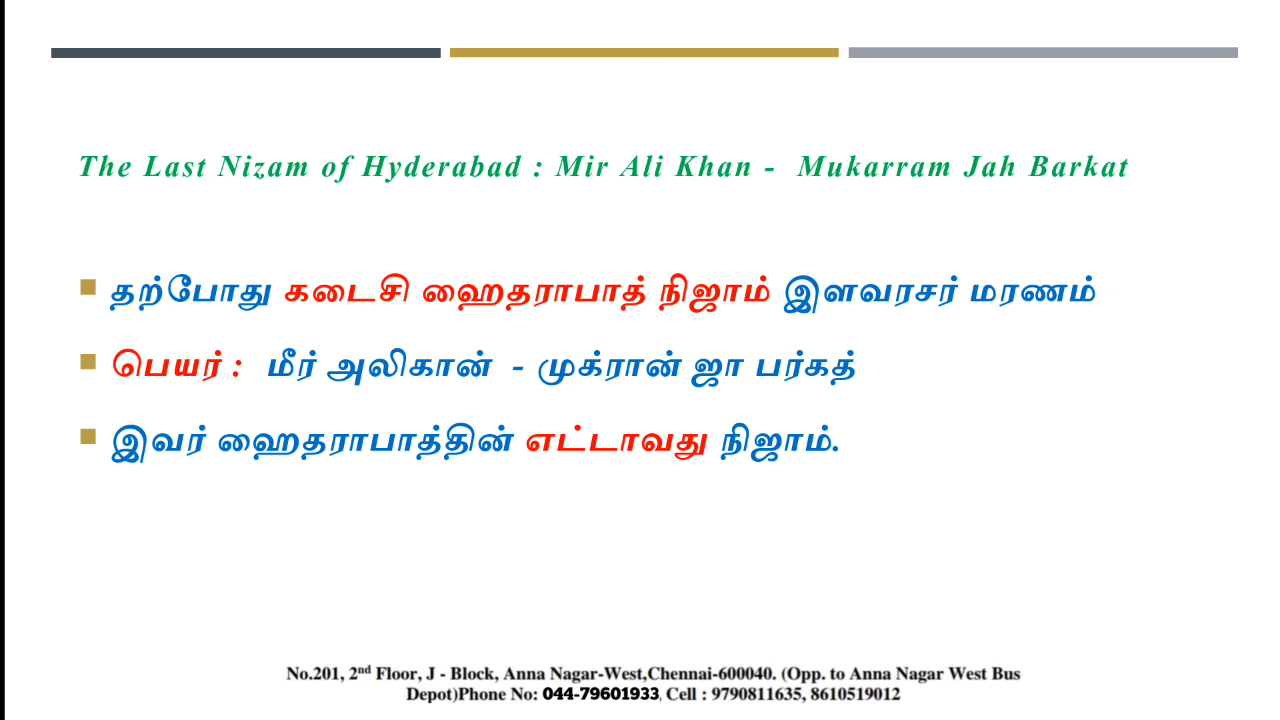 The Last Nizam of Hyderabad : Mir Ali Khan - Mukarram Jah Barkat
தற்போது கடைசி ஹைதராபாத் நிஜாம் இளவரசர் மரணம்
பெயர் : மீர் அலிகான் - முக்ரான் ஜா பர்கத்
இவர் ஹைதராபாத்தின் எட்டாவது நிஜாம்.
No.201, 2nd Floor, J - Block, Anna Nagar-West,Chennai-600040. (Opp. to Anna Nagar West Bus
Depot)Phone No: 044-79601933, Cell : 9790811635, 8610519012